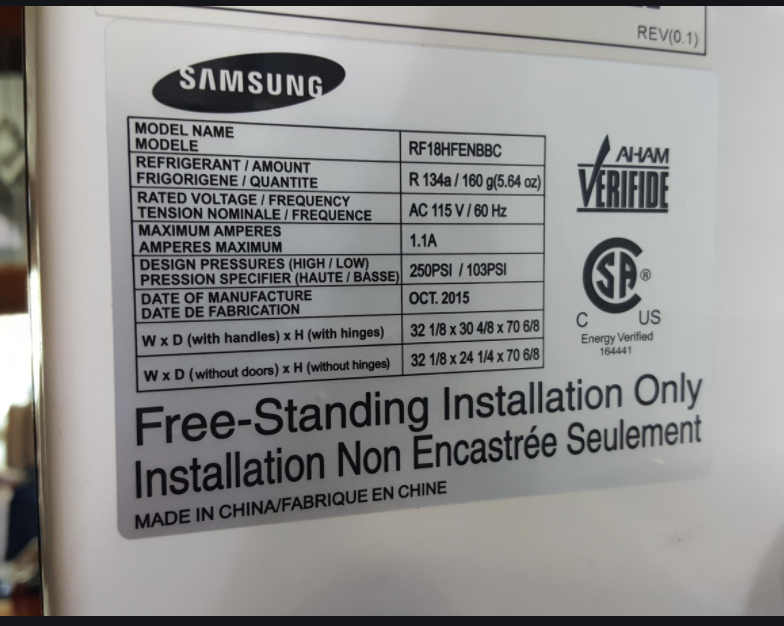 REV(0.1)
SAMSUNG
MODEL NAME
MODELE
RF18HFENBBC
REFRIGERANT / AMOUNT
FRIGORIGENE / QUANTITE
R 134a / 160 g(5.64 oz)
RATED VOLTAGE / FREQUENCY
TENSION NOMINALE / FREQUENCE
AC 115 V / 60 Hz
MAXIMUM AMPERES
AMPERES MAXIMUM
1.1A
DESIGN PRESSURES (HIGH / LOW)
PRESSION SPECIFIER (HAUTE / BASSE)
250PSI / 103PSI
DATE OF MANUFACTURE
DATE DE FABRICATION
OCT. 2015
W x D (with handles) x H (with hinges)
32 1/8 x 30 4/8 x 70 6/8
W x D (without doors) x H (without hinges)
32 1/8 x 24 1/4 x 70 6/8
AHAM
VERIFIDE
SA ®
C US
Energy Verified
164441
Free-Standing Installation Only
Installation Non Encastrée Seulement
MADE IN CHINA/FABRIQUE EN CHINE